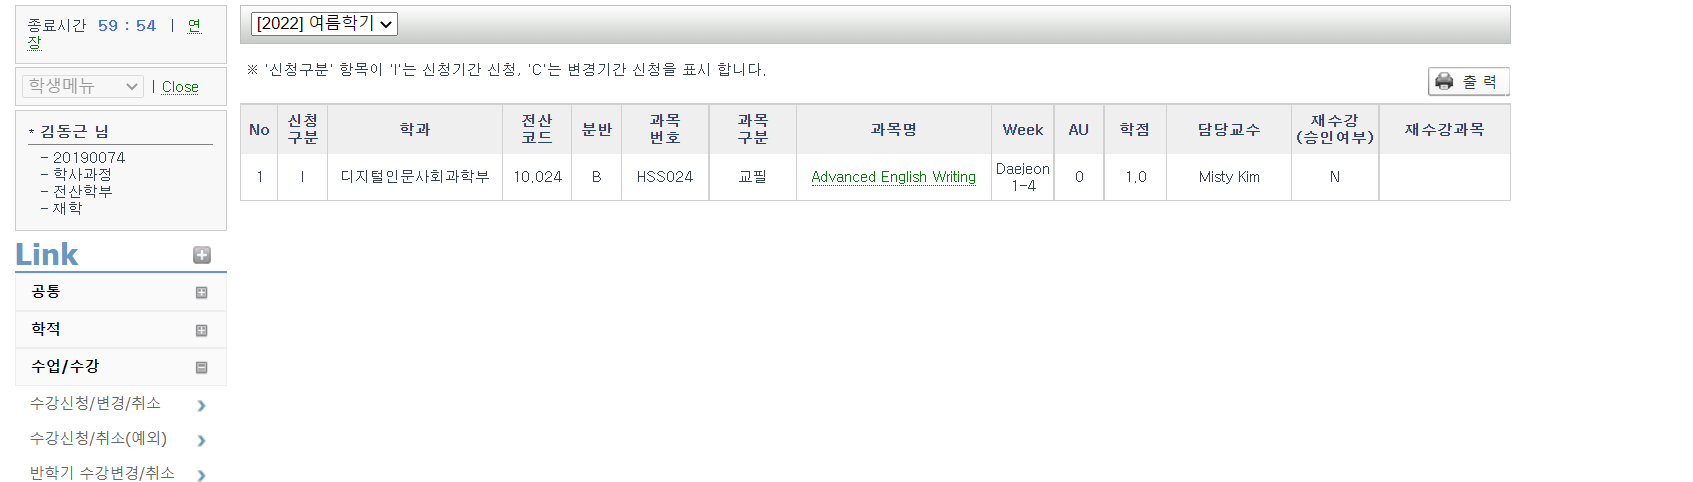 종료시간 59 : 54 | 연
장
학생메뉴 | Close
* 김동근 님
- 20190074
- 학사과정
- 전산학부
- 재학
Link
공통
학적
수업/수강
수강신청/변경/취소
수강신청/취소(예외)
반학기 수강변경/취소
[2022] 여름학기
※ '신청구분' 항목이 'I'는 신청기간 신청, 'C'는 변경기간 신청을 표시 합니다.
출 력
No 신청구분 학과 전산코드 분반 과목번호 과목구분 과목명 Week AU 학점 담당교수 재수강(승인여부) 재수강과목
1 I 디지털인문사회과학부 10.024 B HSS024 교필 Advanced English Writing Daejeon 1-4 0 1.0 Misty Kim N